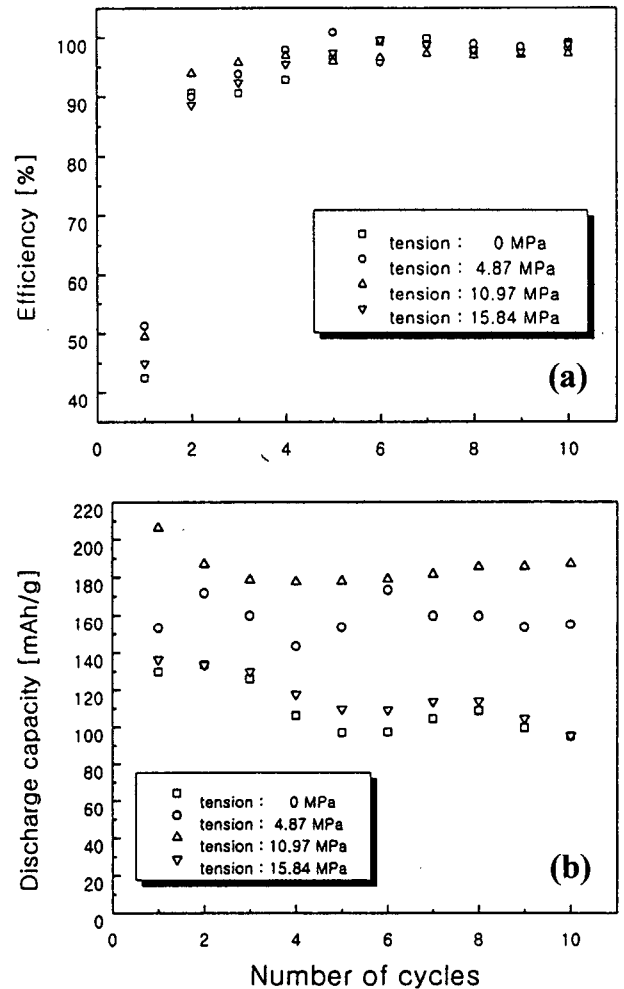 100
90
80
70
60
50
40
Efficiency [%]
tension : 0 MPa
tension : 4.87 MPa
tension : 10.97 MPa
tension : 15.84 MPa
(a)
0 2 4 6 8 10
220
200
180
160
140
120
100
80
60
40
20
0
Discharge capacity [mAh/g]
tension : 0 MPa
tension : 4.87 MPa
tension : 10.97 MPa
tension : 15.84 MPa
(b)
0 2 4 6 8 10
Number of cycles